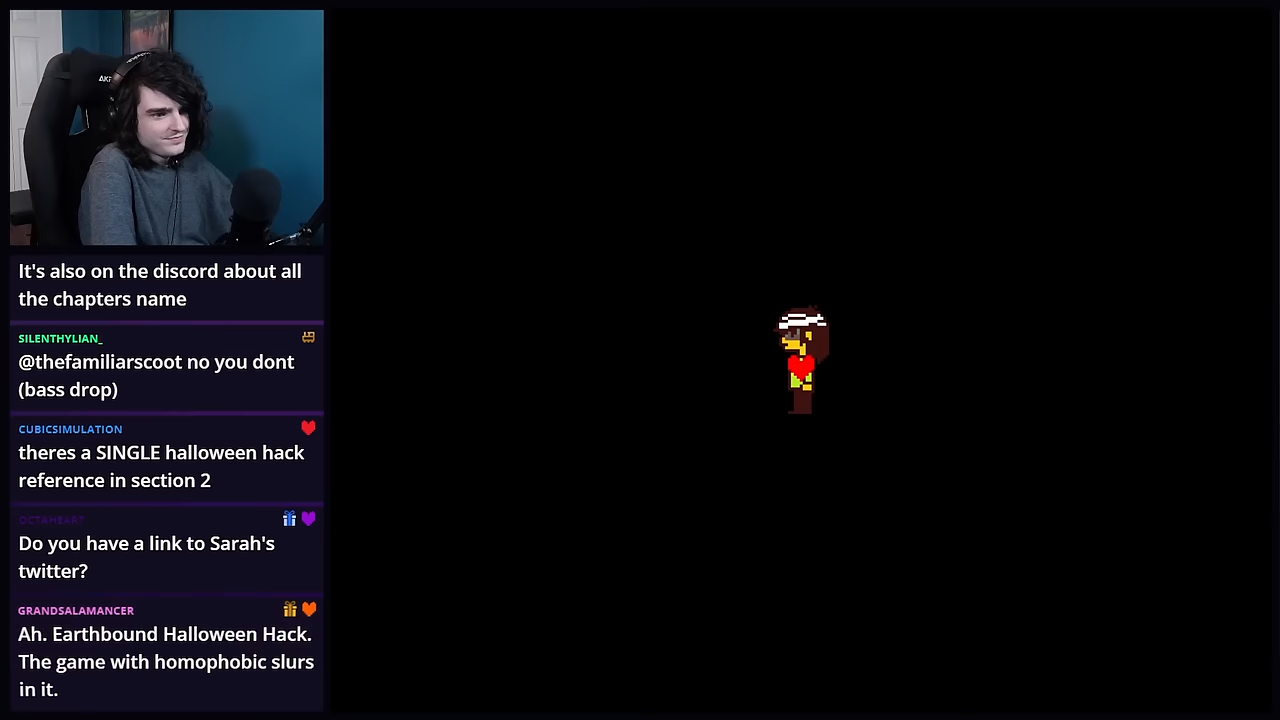 It's also on the discord about all
the chapters name
SILENTHYLIAN_
@thefamiliarscoot no you dont
(bass drop)
CUBICSIMULATION
theres a SINGLE halloween hack
reference in section 2
OCTAHEART
Do you have a link to Sarah's
twitter?
GRANDSALAMANCER
Ah. Earthbound Halloween Hack.
The game with homophobic slurs
in it.